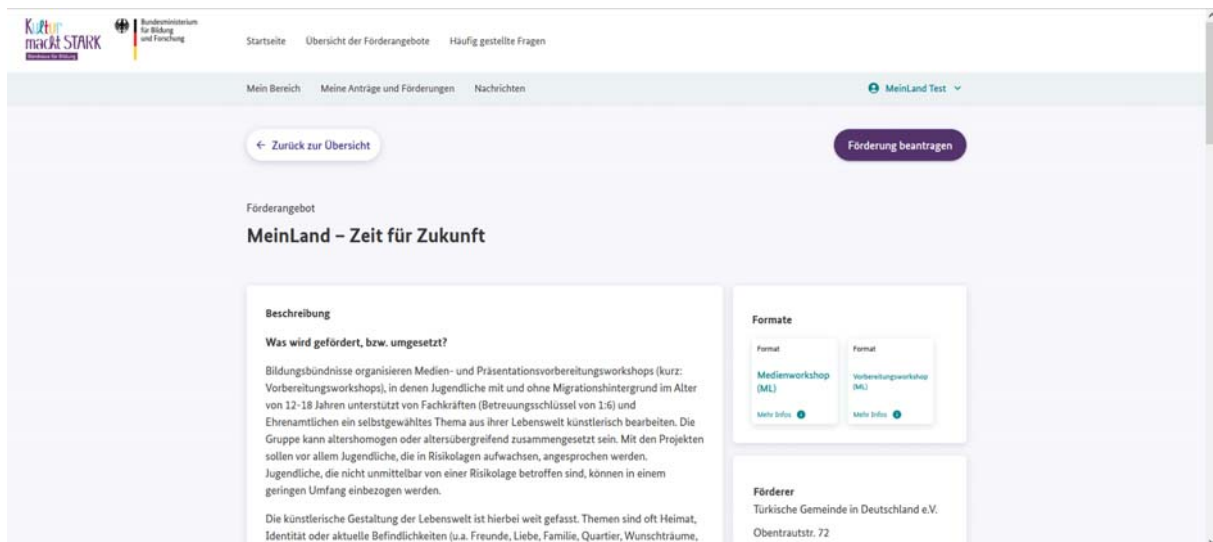 Kultur
macht STARK
Bündnisse für Bildung
Bundesministerium
für Bildung
und Forschung
Startseite Übersicht der Förderangebote Häufig gestellte Fragen
Mein Bereich Meine Anträge und Förderungen Nachrichten MeinLand Test
← Zurück zur Übersicht Förderung beantragen
Förderangebot
MeinLand – Zeit für Zukunft
Beschreibung
Was wird gefördert, bzw. umgesetzt?
Bildungsbündnisse organisieren Medien- und Präsentationsvorbereitungsworkshops (kurz:
Vorbereitungsworkshops), in denen Jugendliche mit und ohne Migrationshintergrund im Alter
von 12-18 Jahren unterstützt von Fachkräften (Betreuungsschlüssel von 1:6) und
Ehrenamtlichen ein selbstgewähltes Thema aus ihrer Lebenswelt künstlerisch bearbeiten. Die
Gruppe kann altershomogen oder altersübergreifend zusammengesetzt sein. Mit den Projekten
sollen vor allem Jugendliche, die in Risikolagen aufwachsen, angesprochen werden.
Jugendliche, die nicht unmittelbar von einer Risikolage betroffen sind, können in einem
geringen Umfang einbezogen werden.
Die künstlerische Gestaltung der Lebenswelt ist hierbei weit gefasst. Themen sind oft Heimat,
Identität oder aktuelle Befindlichkeiten (u.a. Freunde, Liebe, Familie, Quartier, Wunschträume,
Formate
Format
Medienworkshop
(ML)
Mehr Infos
Format
Vorbereitungsworkshop
(ML)
Mehr Infos
Förderer
Türkische Gemeinde in Deutschland e.V.
Obentrautstr. 72